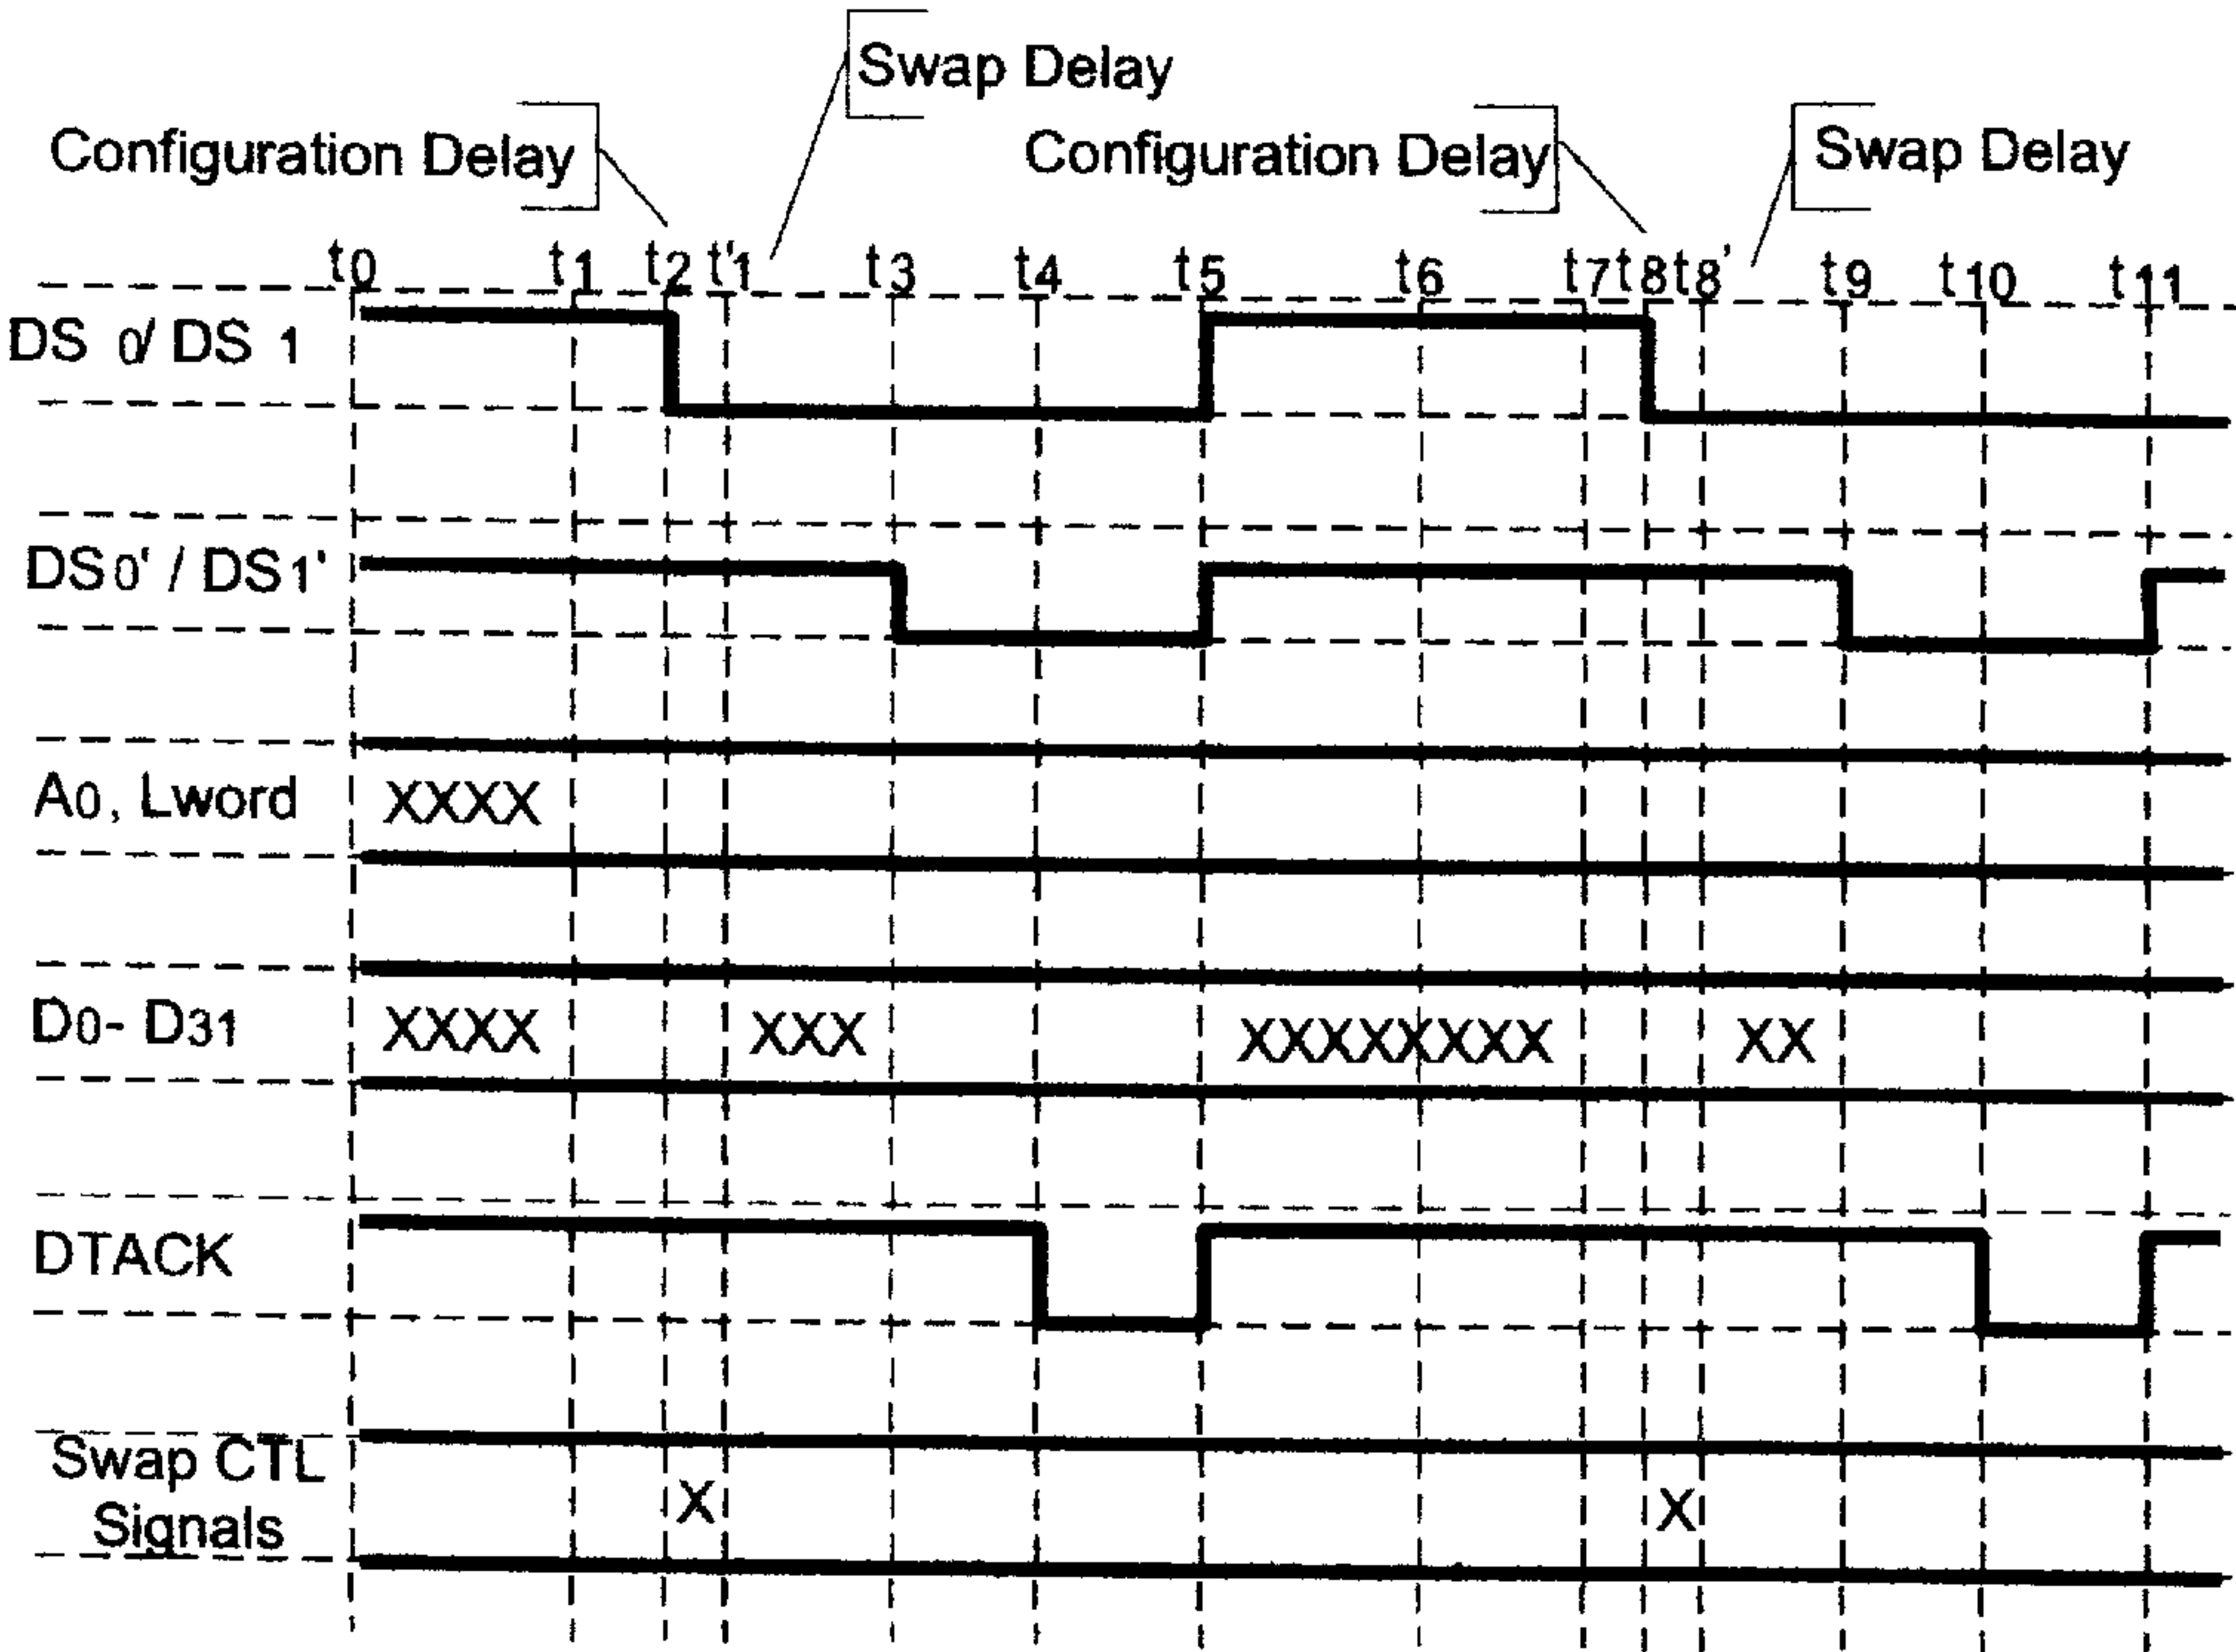 Swap Delay
Configuration Delay
Configuration Delay
Swap Delay
t0 t1 t2 t'1 t3 t4 t5 t6 t7 t8 t8' t9 t10 t11
DS 0/ DS 1
DS0' / DS1'
A0, Lword XXXX
D0- D31 XXXX XXX XXXXXXXX XX
DTACK
Swap CTL
Signals X X